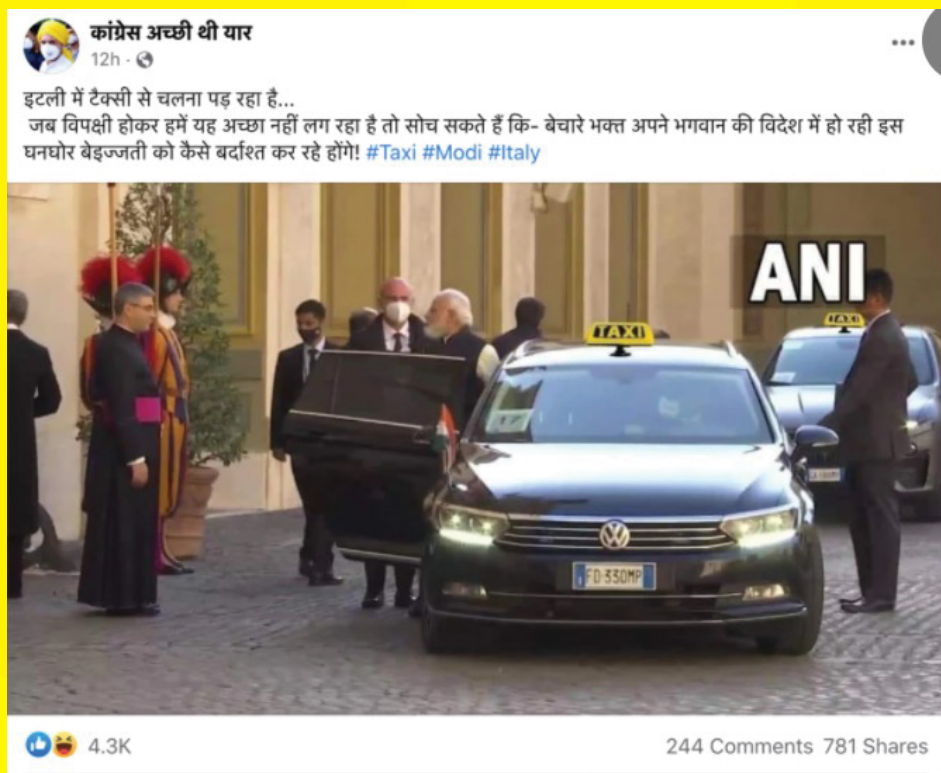 कांग्रेस अच्छी थी यार
12h ·
इटली में टैक्सी से चलना पड़ रहा है...
जब विपक्षी होकर हमें यह अच्छा नहीं लग रहा है तो सोच सकते हैं कि- बेचारे भक्त अपने भगवान की विदेश में हो रही इस
घनघोर बेइज्जती को कैसे बर्दाश्त कर रहे होंगे! #Taxi #Modi #Italy
ANI
TAXI
TAXI
17
FD·330MP
4.3K
244 Comments 781 Shares